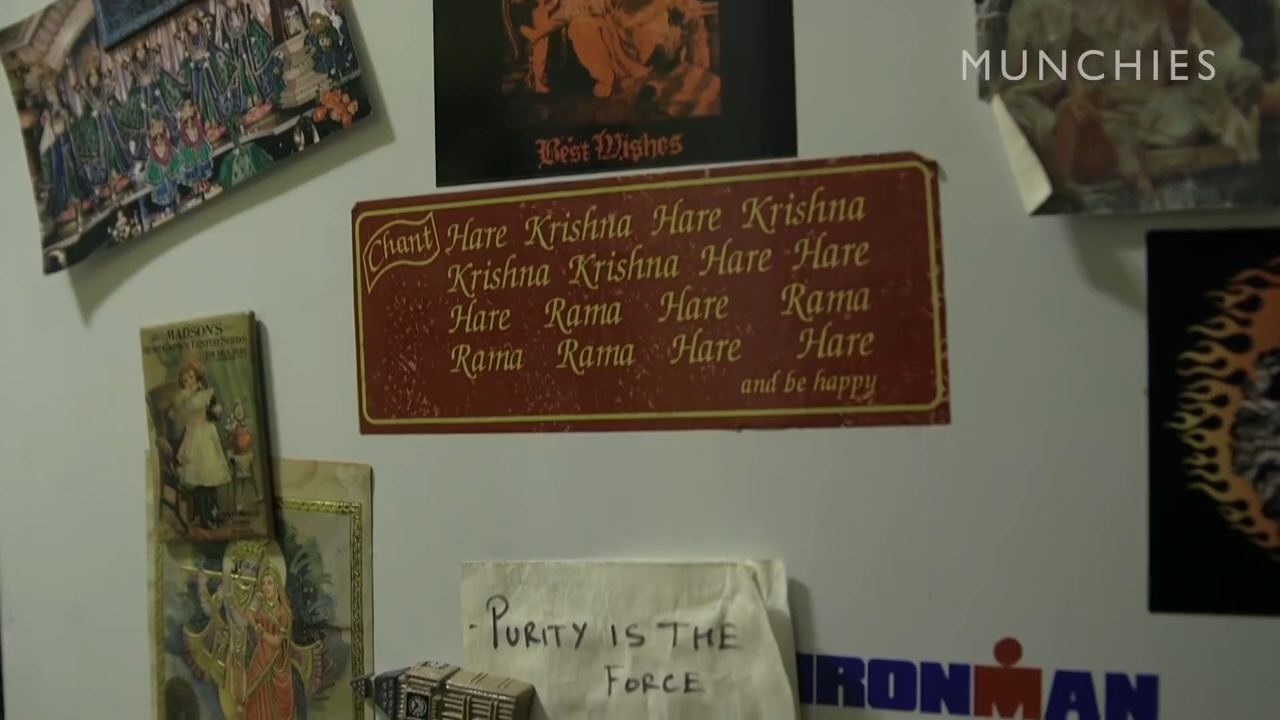 MUNCHIES
Best Wishes
Chant
Hare Krishna Hare Krishna
Krishna Krishna Hare Hare
Hare Rama Hare Rama
Rama Rama Hare Hare
and be happy
MADSON'S
- PURITY IS THE
FORCE
IRONMAN